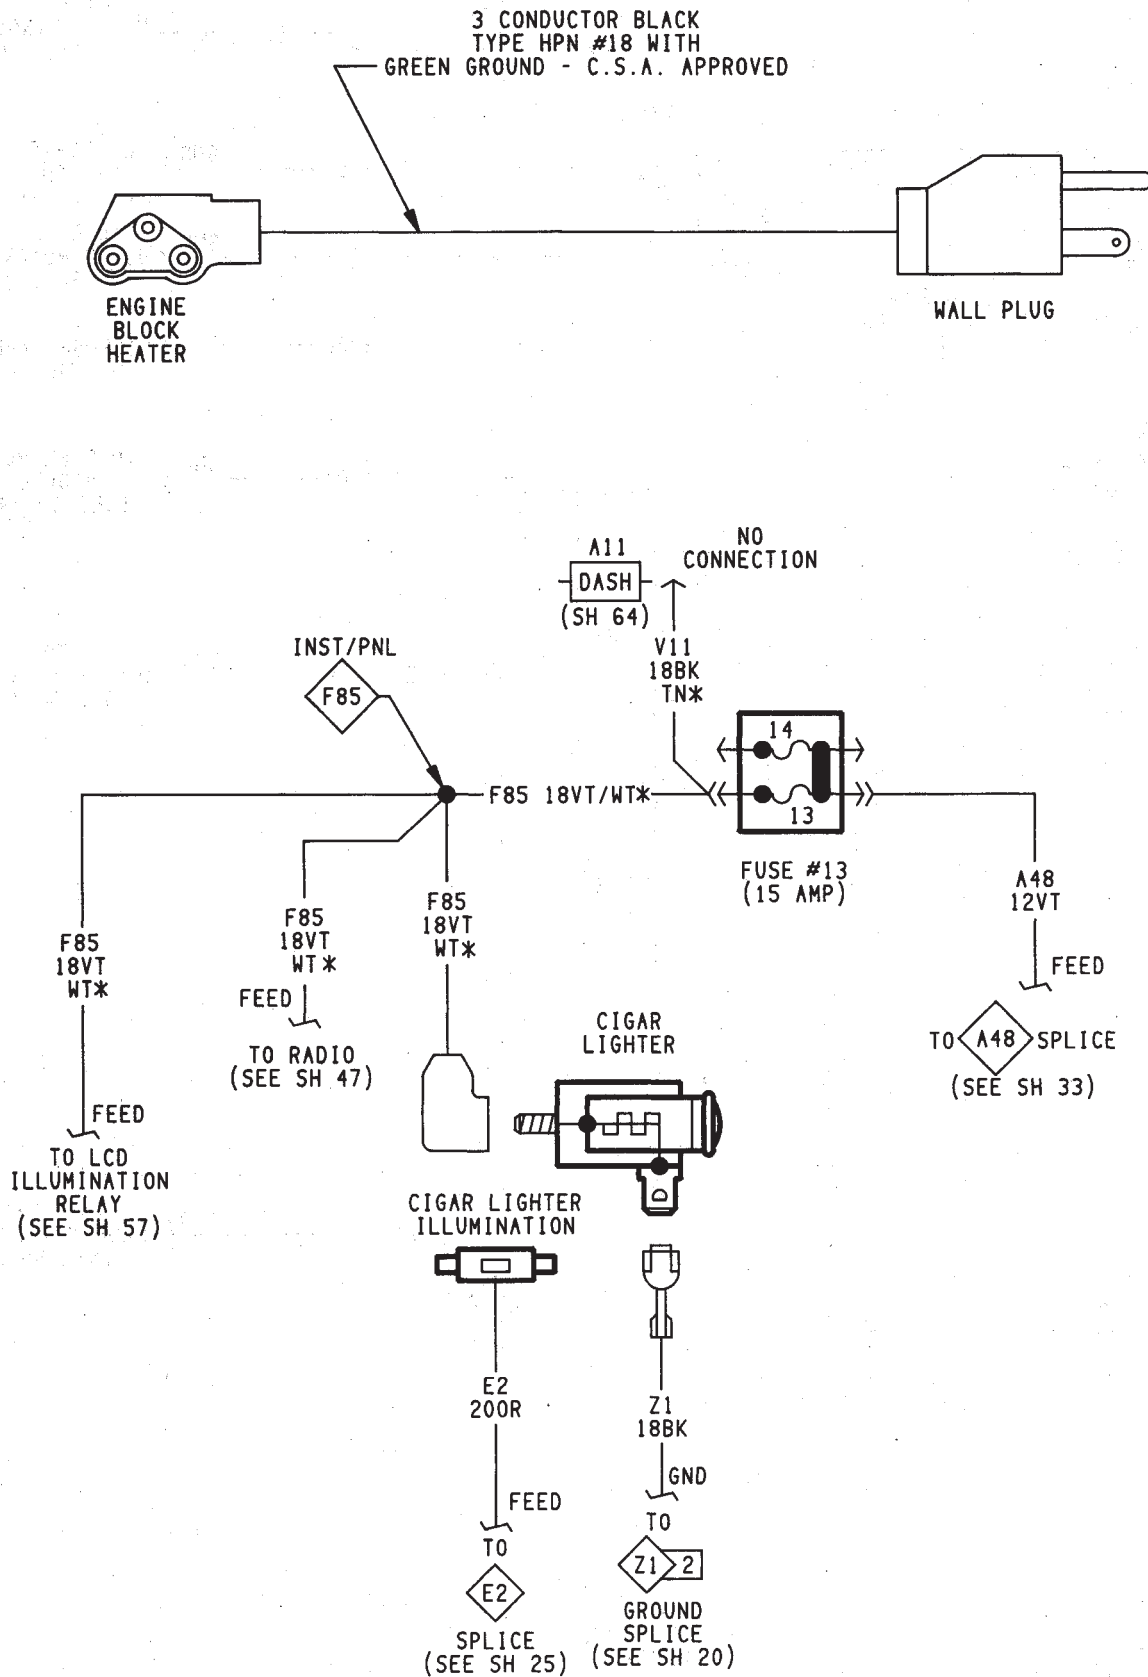 3 CONDUCTOR BLACK
TYPE HPN #18 WITH
GREEN GROUND - C.S.A. APPROVED
ENGINE
BLOCK
HEATER
WALL PLUG
A11
DASH
(SH 64)
NO
CONNECTION
V11
18BK
TN*
INST/PNL
F85
F85 18VT/WT*
14
13
FUSE #13
(15 AMP)
A48
12VT
FEED
TO A48 SPLICE
(SEE SH 33)
F85
18VT
WT*
FEED
TO LCD
ILLUMINATION
RELAY
(SEE SH 57)
F85
18VT
WT*
FEED
TO RADIO
(SEE SH 47)
F85
18VT
WT*
CIGAR
LIGHTER
CIGAR LIGHTER
ILLUMINATION
E2
200R
FEED
TO
E2
SPLICE
(SEE SH 25)
Z1
18BK
GND
TO
Z1 2
GROUND
SPLICE
(SEE SH 20)